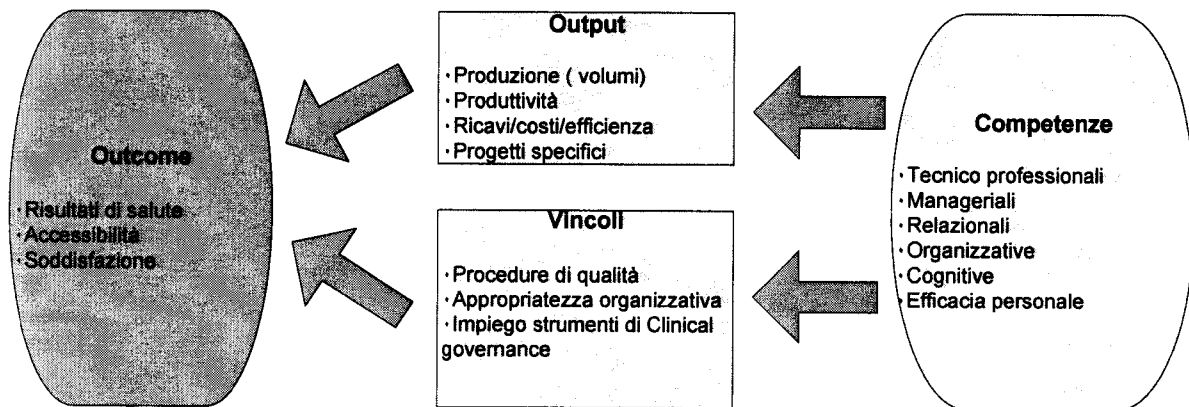 Outcome
· Risultati di salute
· Accessibilità
· Soddisfazione
Output
· Produzione ( volumi)
· Produttività
· Ricavi/costi/efficienza
· Progetti specifici
Vincoli
· Procedure di qualità
· Appropriatezza organizzativa
· Impiego strumenti di Clinical
governance
Competenze
· Tecnico professionali
· Manageriali
· Relazionali
· Organizzative
· Cognitive
· Efficacia personale